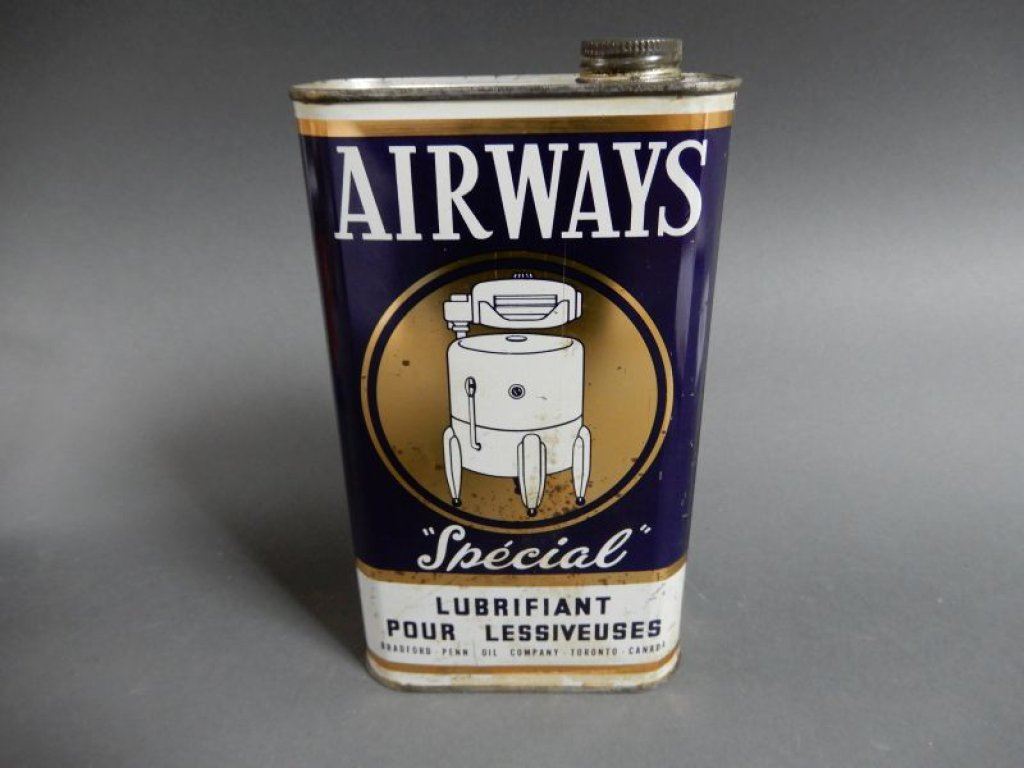 AIRWAYS
"Spécial"
LUBRIFIANT
POUR LESSIVEUSES
BRADFORD-PENN OIL COMPANY-TORONTO-CANADA